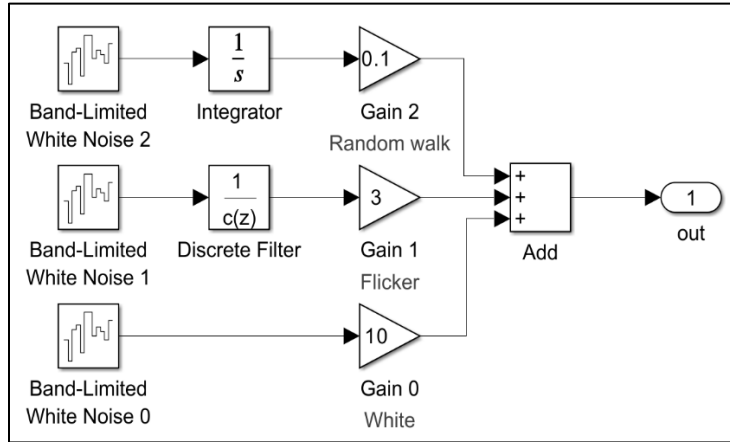 1
s
0.1
Band-Limited
White Noise 2
Integrator
Gain 2
Random walk
1
c(z)
3
+
+
+
1
Band-Limited
White Noise 1
Discrete Filter
Gain 1
Flicker
Add
out
10
Band-Limited
White Noise 0
Gain 0
White